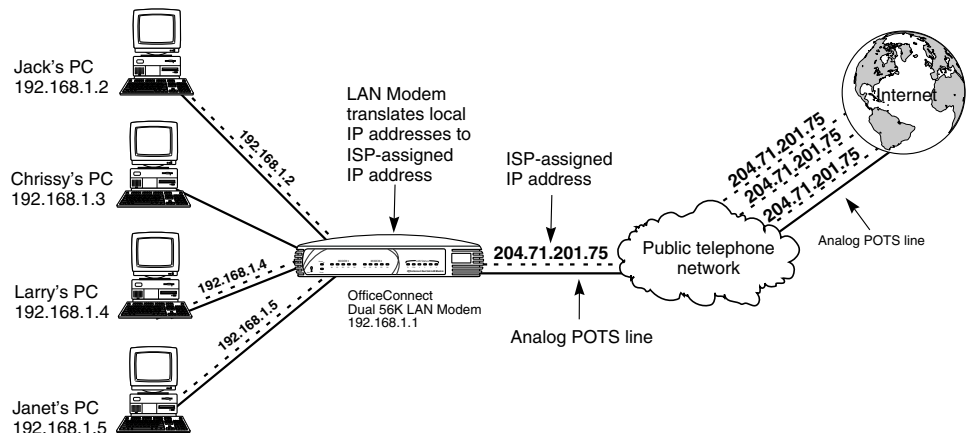 Jack's PC
192.168.1.2
Chrissy's PC
192.168.1.3
Larry's PC
192.168.1.4
Janet's PC
192.168.1.5
192.168.1.2
192.168.1.4
192.168.1.5
LAN Modem
translates local
IP addresses to
ISP-assigned
IP address
OfficeConnect
Dual 56K LAN Modem
192.168.1.1
ISP-assigned
IP address
204.71.201.75
Analog POTS line
Public telephone
network
204.71.201.75
204.71.201.75
204.71.201.75
Internet
Analog POTS line